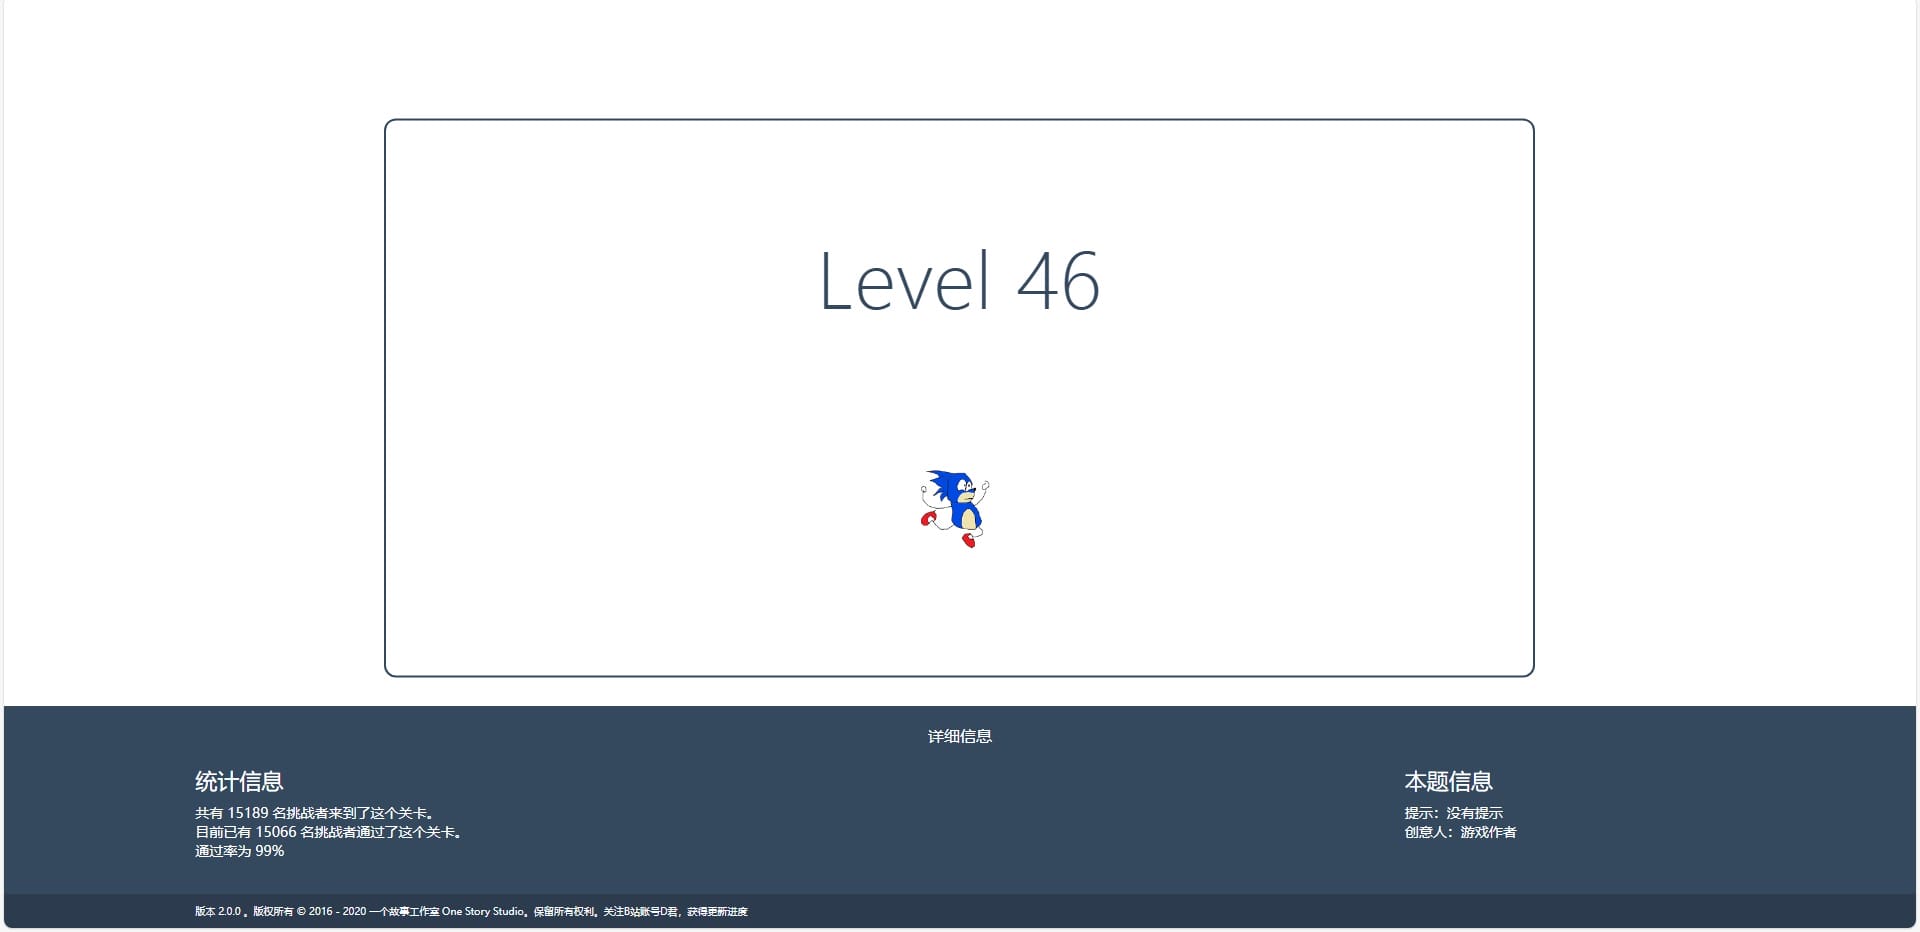 Level 46
详细信息
统计信息
共有 15189 名挑战者来到了这个关卡。
目前已有 15066 名挑战者通过了这个关卡。
通过率为 99%
本题信息
提示：没有提示
创意人：游戏作者
版本 2.0.0 。版权所有 © 2016 - 2020 一个故事工作室 One Story Studio。保留所有权利。关注B站账号D君，获得更新进度